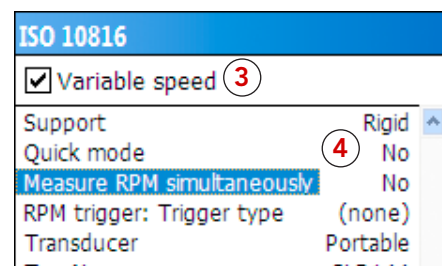 ISO 10816
Variable speed 3
Support Rigid
Quick mode 4 No
Measure RPM simultaneously No
RPM trigger: Trigger type (none)
Transducer Portable